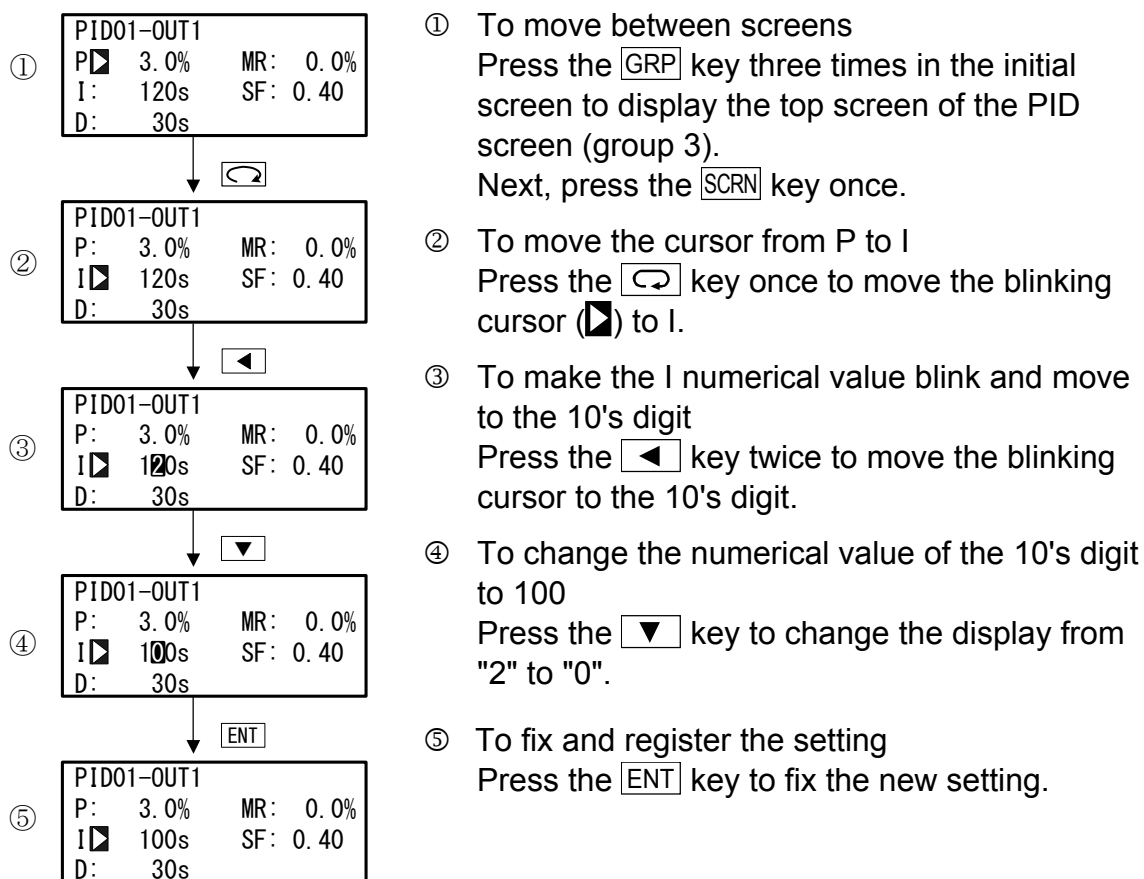 ①
PID01-OUT1
P▷ 3.0% MR: 0.0%
I: 120s SF: 0.40
D: 30s
②
PID01-OUT1
P: 3.0% MR: 0.0%
I▷ 120s SF: 0.40
D: 30s
◀
③
PID01-OUT1
P: 3.0% MR: 0.0%
I▷ 120s SF: 0.40
D: 30s
▼
④
PID01-OUT1
P: 3.0% MR: 0.0%
I▷ 100s SF: 0.40
D: 30s
ENT
⑤
PID01-OUT1
P: 3.0% MR: 0.0%
I▷ 100s SF: 0.40
D: 30s
① To move between screens
Press the GRP key three times in the initial
screen to display the top screen of the PID
screen (group 3).
Next, press the SCRN key once.
② To move the cursor from P to I
Press the key once to move the blinking
cursor (▷) to I.
③ To make the I numerical value blink and move
to the 10's digit
Press the ◀ key twice to move the blinking
cursor to the 10's digit.
④ To change the numerical value of the 10's digit
to 100
Press the ▼ key to change the display from
"2" to "0".
⑤ To fix and register the setting
Press the ENT key to fix the new setting.